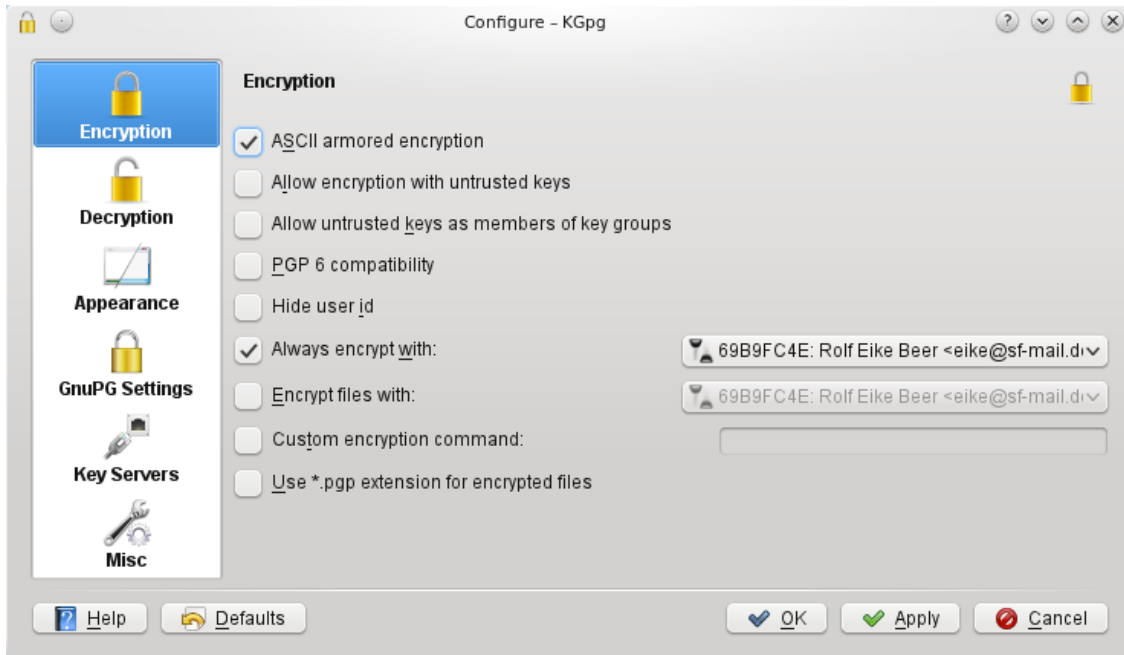 Configure – KGpg
Encryption
Decryption
Appearance
GnuPG Settings
Key Servers
Misc
Encryption
ASCII armored encryption
Allow encryption with untrusted keys
Allow untrusted keys as members of key groups
PGP 6 compatibility
Hide user id
Always encrypt with: 69B9FC4E: Rolf Eike Beer <eike@sf-mail.d
Encrypt files with: 69B9FC4E: Rolf Eike Beer <eike@sf-mail.d
Custom encryption command:
Use *.pgp extension for encrypted files
Help Defaults OK Apply Cancel